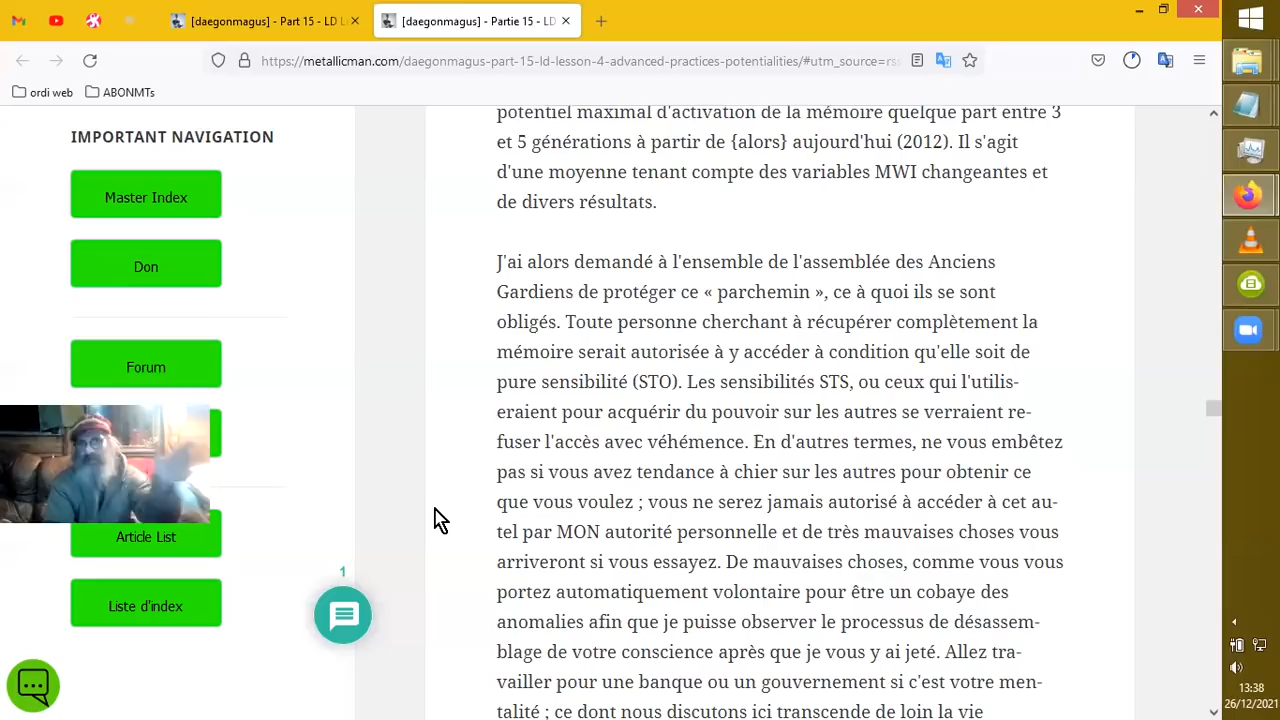 [daegonmagus] - Part 15 - LD L
[daegonmagus] - Partie 15 - LD
https://metallicman.com/daegonmagus-part-15-ld-lesson-4-advanced-practices-potentialities/#utm_source=rss
ordi web
ABONMTs
IMPORTANT NAVIGATION
Master Index
Don
Forum
Article List
Liste d'index
1
potentiel maximal d'activation de la mémoire quelque part entre 3
et 5 générations à partir de {alors} aujourd'hui (2012). Il s'agit
d'une moyenne tenant compte des variables MWI changeantes et
de divers résultats.
J'ai alors demandé à l'ensemble de l'assemblée des Anciens
Gardiens de protéger ce « parchemin », ce à quoi ils se sont
obligés. Toute personne cherchant à récupérer complètement la
mémoire serait autorisée à y accéder à condition qu'elle soit de
pure sensibilité (STO). Les sensibilités STS, ou ceux qui l'utilis-
eraient pour acquérir du pouvoir sur les autres se verraient re-
fuser l'accès avec véhémence. En d'autres termes, ne vous embêtez
pas si vous avez tendance à chier sur les autres pour obtenir ce
que vous voulez ; vous ne serez jamais autorisé à accéder à cet au-
tel par MON autorité personnelle et de très mauvaises choses vous
arriveront si vous essayez. De mauvaises choses, comme vous vous
portez automatiquement volontaire pour être un cobaye des
anomalies afin que je puisse observer le processus de désassem-
blage de votre conscience après que je vous y ai jeté. Allez tra-
vailler pour une banque ou un gouvernement si c'est votre men-
talité ; ce dont nous discutons ici transcende de loin la vie
13:38
26/12/2021